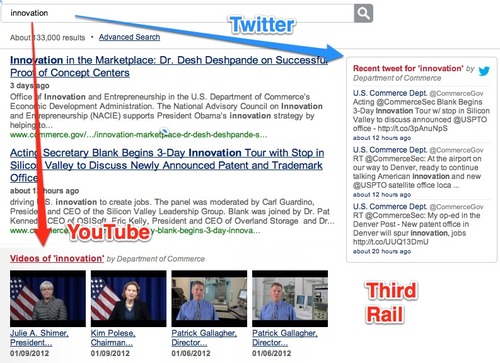 innovation
Twitter
About 133,000 results • Advanced Search
Innovation in the Marketplace: Dr. Desh Deshpande on Successful
Proof of Concept Centers
3 days ago
Office of Innovation and Entrepreneurship in the U.S. Department of Commerce's
Economic Development Administration. The National Advisory Council on Innovation
and Entrepreneurship (NACIE) supports President Obama's innovation strategy by
helping to...
www.commerce.gov/.../innovation-marketplace-dr-desh-deshpande-s...
Acting Secretary Blank Begins 3-Day Innovation Tour with Stop in
Silicon Valley to Discuss Newly Announced Patent and Trademark
Office
about 12 hours ago
driving U.S. innovation to create jobs. The panel was moderated by Carl Guardino,
President and CEO of the Silicon Valley Leadership Group. Blank was joined by Dr. Pat
Kennedy, CEO of OSIsoft, Eric Kelly, President and CEO of Overland Storage and Dr...
www.commerce.gov/...blank-begins-3-day-innova...
YouTube
Videos of 'innovation' by Department of Commerce
Julie A. Shimer,
President...
01/09/2012
Kim Polese,
Chairman...
01/09/2012
Patrick Gallagher,
Director...
01/06/2012
Patrick Gallagher,
Director...
01/06/2012
Recent tweet for 'innovation' by
Department of Commerce
U.S. Commerce Dept. @CommerceGov
Acting @CommerceSec Blank Begins
3-Day Innovation Tour w/ stop in Silicon
Valley to discuss announced @USPTO
office - http://t.co/3pAnuNpS
about 12 hours ago
U.S. Commerce Dept. @CommerceGov
RT @CommerceSec: At the airport on
our way to Denver, ready to continue
talking American innovation and new
@USPTO satellite office loca ...
about 12 hours ago
U.S. Commerce Dept. @CommerceGov
RT @CommerceSec: My op-ed in the
Denver Post - New patent office in
Denver will spur innovation, jobs
http://t.co/UUQ13DmU
about 20 hours ago
Third
Rail